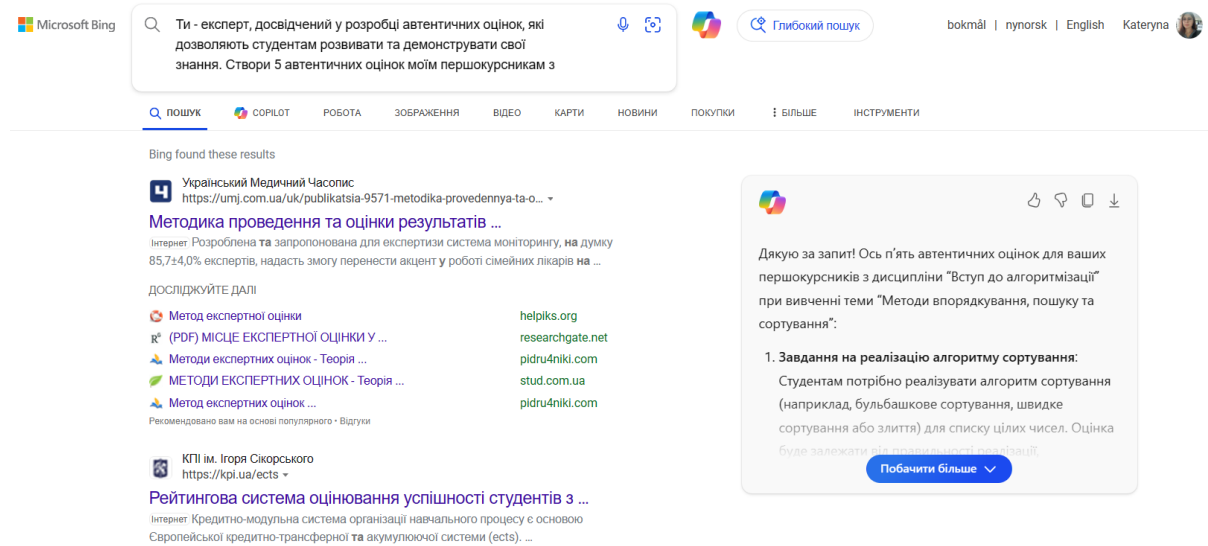 Microsoft Bing
Ти - експерт, досвідчений у розробці автентичних оцінок, які
дозволяють студентам розвивати та демонструвати свої
знання. Створи 5 автентичних оцінок моїм першокурсникам з
Глибокий пошук
bokmål | nynorsk | English Kateryna
ПОШУК COPILOT РОБОТА ЗОБРАЖЕННЯ ВІДЕО КАРТИ НОВИНИ ПОКУПКИ БІЛЬШЕ ІНСТРУМЕНТИ
Bing found these results
Український Медичний Часопис
https://umj.com.ua/uk/publikatsia-9571-metodika-provedennya-ta-o...
Методика проведення та оцінки результатів ...
Інтернет Розроблена та запропонована для експертизи система моніторингу, на думку
85,7±4,0% експертів, надасть змогу перенести акцент у роботі сімейних лікарів на ...
ДОСЛІДЖУЙТЕ ДАЛІ
Метод експертної оцінки helpiks.org
(PDF) МІСЦЕ ЕКСПЕРТНОЇ ОЦІНКИ У ... researchgate.net
Методи експертних оцінок - Теорія ... pidru4niki.com
МЕТОДИ ЕКСПЕРТНИХ ОЦІНОК - Теорія ... stud.com.ua
Метод експертних оцінок ... pidru4niki.com
Рекомендовано вам на основі популярного • Відгуки
КПІ ім. Ігоря Сікорського
https://kpi.ua/ects
Рейтингова система оцінювання успішності студентів з ...
Інтернет Кредитно-модульна система організації навчального процесу є основою
Європейської кредитно-трансферної та акумулюючої системи (ects). ...
Дякую за запит! Ось п'ять автентичних оцінок для ваших
першокурсників з дисципліни “Вступ до алгоритмізації”
при вивченні теми “Методи впорядкування, пошуку та
сортування”:
1. Завдання на реалізацію алгоритму сортування:
Студентам потрібно реалізувати алгоритм сортування
(наприклад, бульбашкове сортування, швидке
сортування або злиття) для списку цілих чисел. Оцінка
буде залежати від правильності реалізації,
Побачити більше